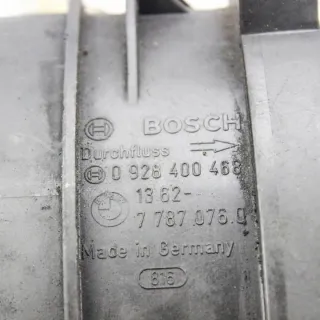 BOSCH
Durchfluss
0 928 400 468
13 62-
7 787 076.0
Made in Germany
816